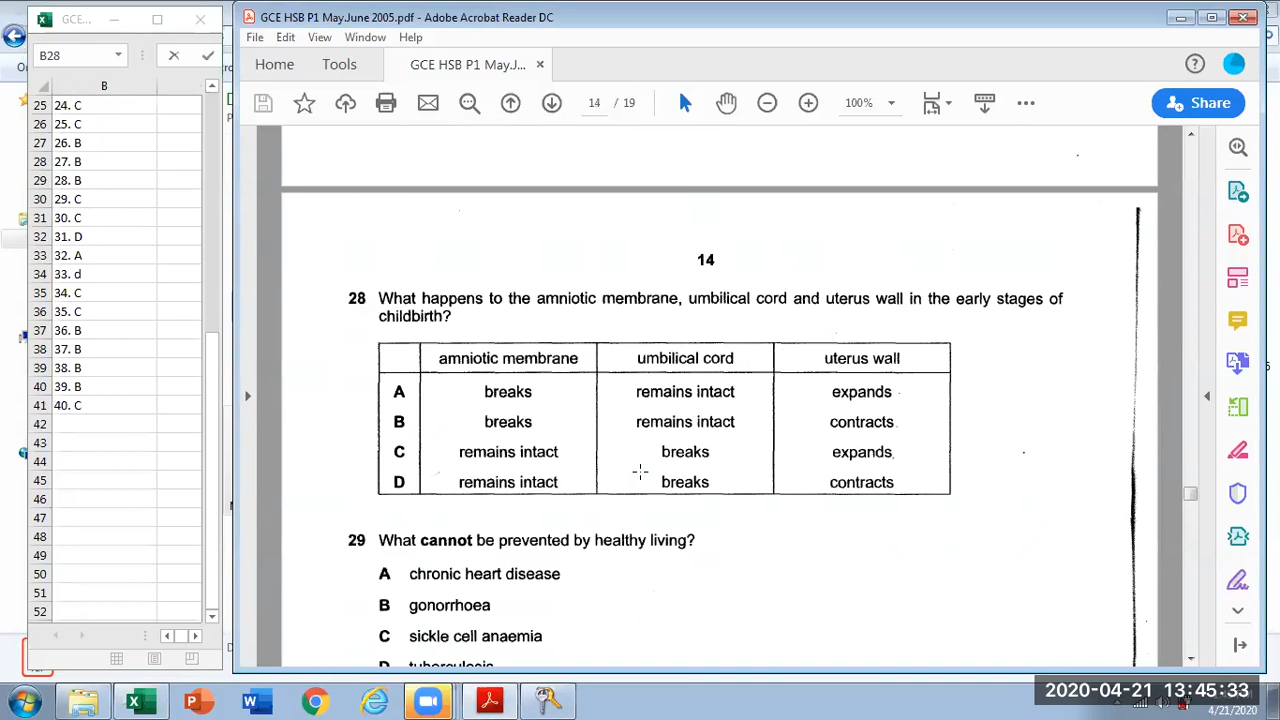 GCE...
GCE HSB P1 May.June 2005.pdf - Adobe Acrobat Reader DC
File Edit View Window Help
B28
Home Tools GCE HSB P1 May.J... ×
14 / 19
100%
Share
B
25 24. C
26 25. C
27 26. B
28 27. B
29 28. B
30 29. C
31 30. C
32 31. D
33 32. A
34 33. d
35 34. C
36 35. C
37 36. B
38 37. B
39 38. B
40 39. B
41 40. C
42
43
44
45
46
47
48
49
50
51
52
14
28 What happens to the amniotic membrane, umbilical cord and uterus wall in the early stages of
childbirth?
amniotic membrane umbilical cord uterus wall
A breaks remains intact expands
B breaks remains intact contracts
C remains intact breaks expands
D remains intact breaks contracts
29 What cannot be prevented by healthy living?
A chronic heart disease
B gonorrhoea
C sickle cell anaemia
D tuberculosis
2020-04-21 13:45:33
4/21/2020